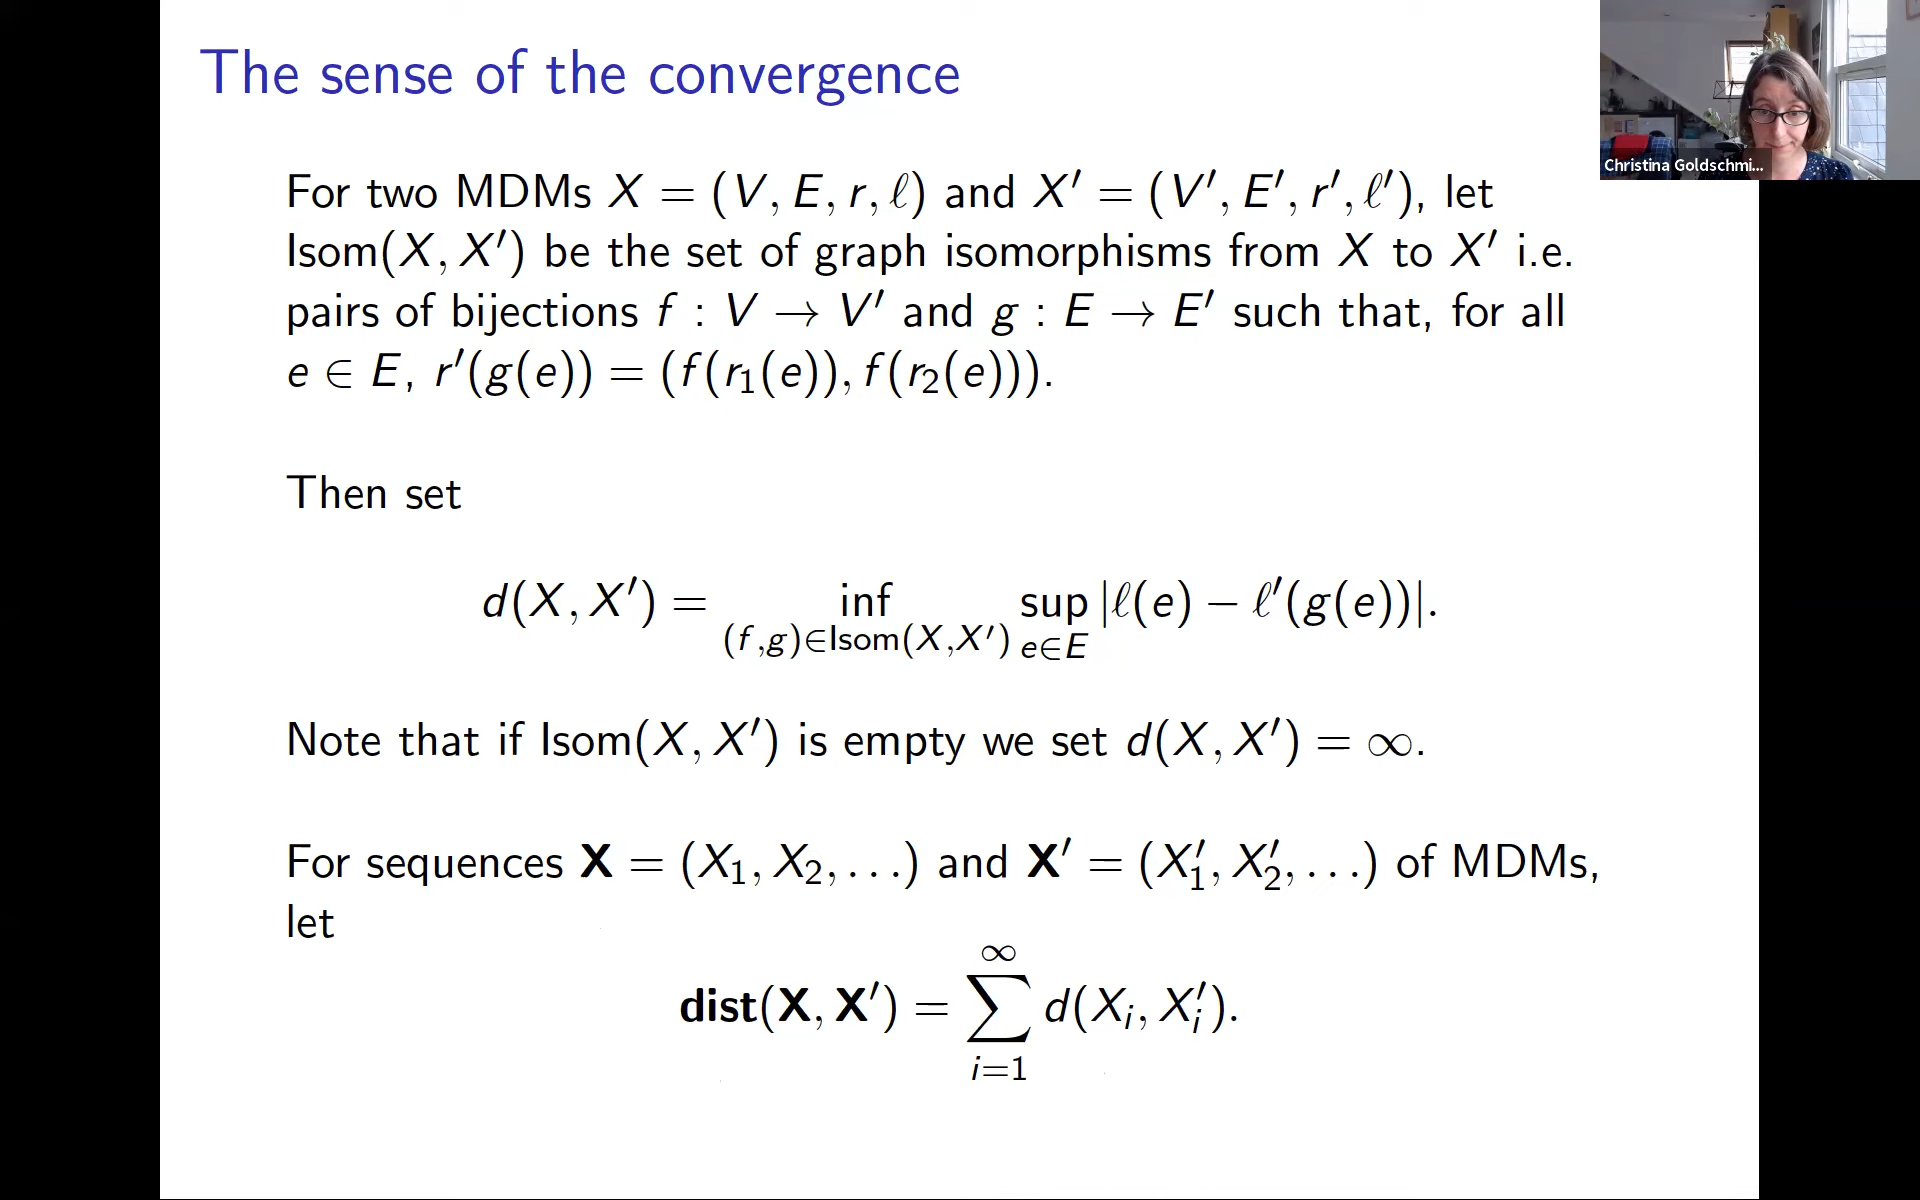 The sense of the convergence
Christina Goldschmi...
For two MDMs X = (V, E, r, ℓ) and X′ = (V′, E′, r′, ℓ′), let
Isom(X, X′) be the set of graph isomorphisms from X to X′ i.e.
pairs of bijections f : V → V′ and g : E → E′ such that, for all
e ∈ E, r′(g(e)) = (f(r₁(e)), f(r₂(e))).
Then set
d(X, X′) = inf_{(f,g)∈Isom(X,X′)} sup_{e∈E} |ℓ(e) − ℓ′(g(e))|.
Note that if Isom(X, X′) is empty we set d(X, X′) = ∞.
For sequences X = (X₁, X₂, . . .) and X′ = (X′₁, X′₂, . . .) of MDMs,
let
dist(X, X′) = ∑_{i=1}^{∞} d(Xᵢ, X′ᵢ).